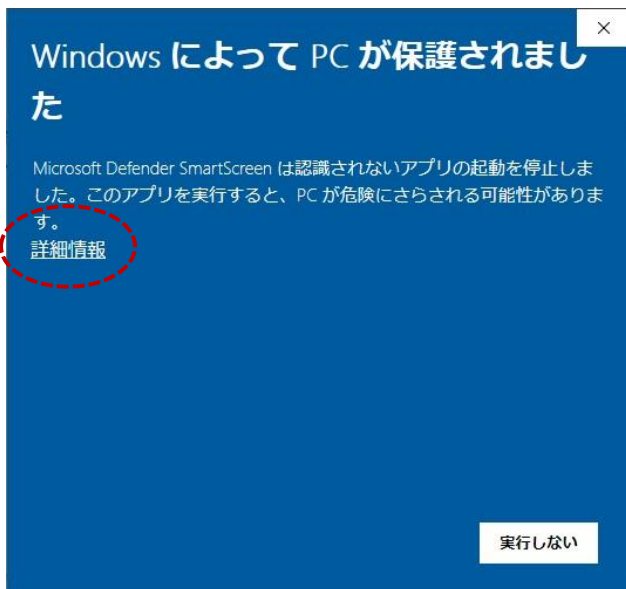 Windows によって PC が保護されまし
た
Microsoft Defender SmartScreen は認識されないアプリの起動を停止しま
した。このアプリを実行すると、PC が危険にさらされる可能性がありま
す。
詳細情報
実行しない